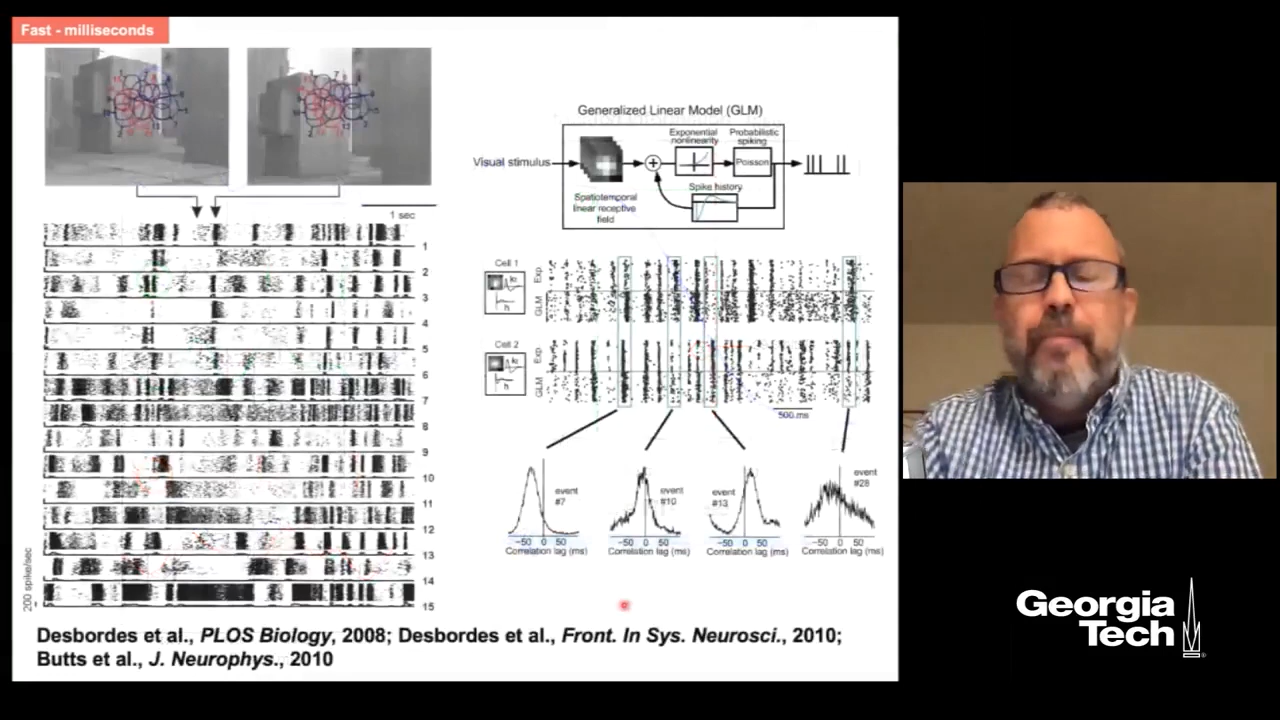 Fast - milliseconds
1 sec
1
2
3
4
5
6
7
8
9
10
11
12
13
14
15
200 spike/sec
Generalized Linear Model (GLM)
Visual stimulus
Exponential
nonlinearity
Probabilistic
spiking
Poisson
Spike history
Spatiotemporal
linear receptive
field
Cell 1
Exp
GLM
h
Cell 2
Exp
GLM
h
500 ms
event
#7
event
#10
event
#13
event
#28
−50 0 50
Correlation lag (ms)
−50 0 50
Correlation lag (ms)
−50 0 50
Correlation lag (ms)
−50 0 50
Correlation lag (ms)
Desbordes et al., PLOS Biology, 2008; Desbordes et al., Front. In Sys. Neurosci., 2010;
Butts et al., J. Neurophys., 2010
Georgia
Tech